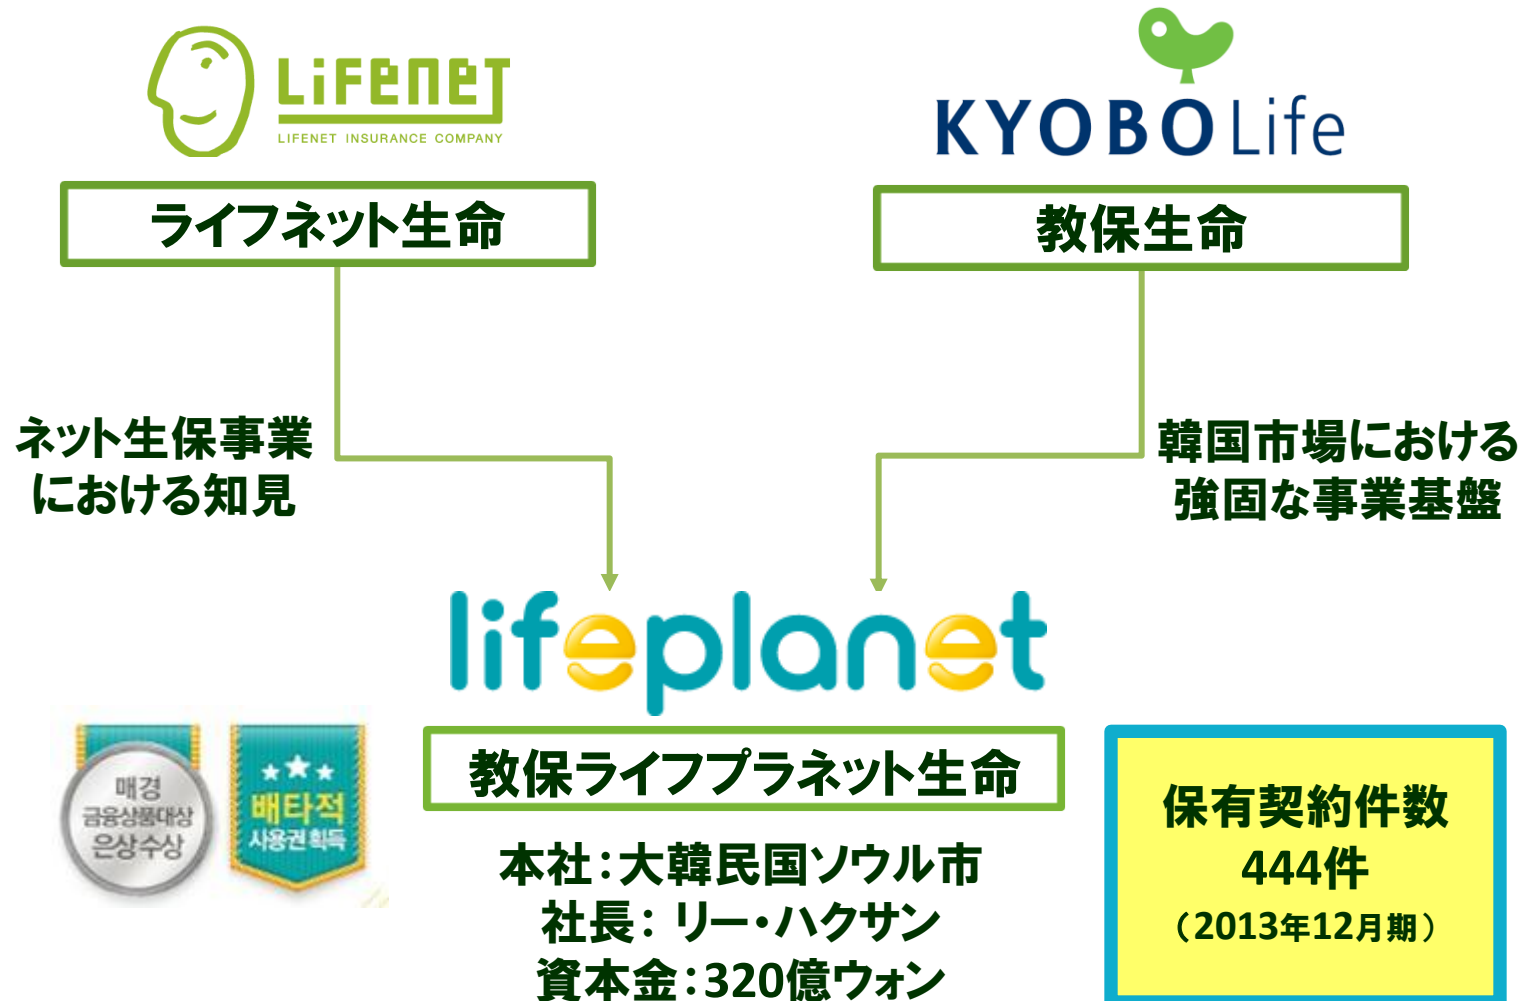 LIFENET
LIFENET INSURANCE COMPANY
KYOBO Life
ライフネット生命
教保生命
ネット生保事業
における知見
韓国市場における
強固な事業基盤
lifeplanet
教保ライフプラネット生命
매경
금융상품대상
은상수상
배타적
사용권획득
本社：大韓民国ソウル市
社長： リー・ハクサン
資本金：320億ウォン
保有契約件数
444件
（2013年12月期）